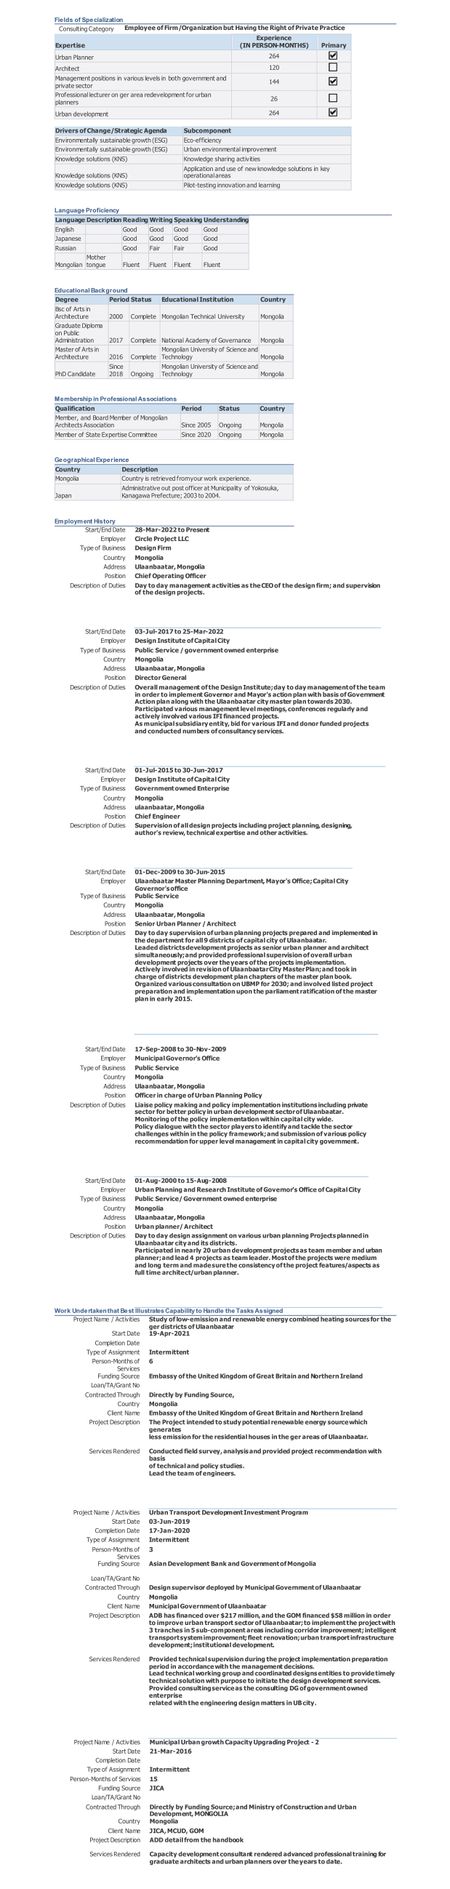 Fields of Specialization
Consulting Category Employee of Firm/Organization but Having the Right of Private Practice
Expertise Experience (IN PERSON-MONTHS) Primary
Urban Planner 264
Architect 120
Management positions in various levels in both government and
private sector 144
Professional lecturer on ger area redevelopment for urban
planners 26
Urban development 264
Drivers of Change/Strategic Agenda Subcomponent
Environmentally sustainable growth (ESG) Eco-efficiency
Environmentally sustainable growth (ESG) Urban environmental improvement
Knowledge solutions (KNS) Knowledge sharing activities
Knowledge solutions (KNS) Application and use of new knowledge solutions in key
operational areas
Knowledge solutions (KNS) Pilot-testing innovation and learning
Language Proficiency
Language Description Reading Writing Speaking Understanding
English Good Good Good Good
Japanese Good Good Good Good
Russian Good Fair Fair Good
Mongolian Mother tongue Fluent Fluent Fluent Fluent
Educational Background
Degree Period Status Educational Institution Country
Bsc of Arts in
Architecture 2000 Complete Mongolian Technical University Mongolia
Graduate Diploma
on Public
Administration 2017 Complete National Academy of Governance Mongolia
Master of Arts in
Architecture 2016 Complete Mongolian University of Science and Technology Mongolia
PhD Candidate Since 2018 Ongoing Mongolian University of Science and Technology Mongolia
Membership in Professional Associations
Qualification Period Status Country
Member, and Board Member of Mongolian
Architects Association Since 2005 Ongoing Mongolia
Member of State Expertise Committee Since 2020 Ongoing Mongolia
Geographical Experience
Country Description
Mongolia Country is retrieved from your work experience.
Japan Administrative out post officer at Municipality of Yokosuka,
Kanagawa Prefecture; 2003 to 2004.
Employment History
Start/End Date 28-Mar-2022 to Present
Employer Circle Project LLC
Type of Business Design Firm
Country Mongolia
Address Ulaanbaatar, Mongolia
Position Chief Operating Officer
Description of Duties Day to day management activities as the CEO of the design firm; and supervision
of the design projects.
Start/End Date 03-Jul-2017 to 25-Mar-2022
Employer Design Institute of Capital City
Type of Business Public Service / government owned enterprise
Country Mongolia
Address Ulaanbaatar, Mongolia
Position Director General
Description of Duties Overall management of the Design Institute; day to day management of the team
in order to implement Governor and Mayor's action plan with basis of Government
Action plan along with the Ulaanbaatar city master plan towards 2030.
Participated various management level meetings, conferences regularly and
actively involved various IFI financed projects.
As municipal subsidiary entity, bid for various IFI and donor funded projects
and conducted numbers of consultancy services.
Start/End Date 01-Jul-2015 to 30-Jun-2017
Employer Design Institute of Capital City
Type of Business Government owned Enterprise
Country Mongolia
Address ulaanbaatar, Mongolia
Position Chief Engineer
Description of Duties Supervision of all design projects including project planning, designing,
author's review, technical expertise and other activities.
Start/End Date 01-Dec-2009 to 30-Jun-2015
Employer Ulaanbaatar Master Planning Department, Mayor's Office; Capital City
Governor's office
Type of Business Public Service
Country Mongolia
Address Ulaanbaatar, Mongolia
Position Senior Urban Planner / Architect
Description of Duties Day to day supervision of urban planning projects prepared and implemented in
the department for all 9 districts of capital city of Ulaanbaatar.
Leaded districts development projects as senior urban planner and architect
simultaneously; and provided professional supervision of overall urban
development projects over the years of the projects implementation.
Actively involved in revision of Ulaanbaatar City Master Plan; and took in
charge of districts development plan chapters of the master plan book.
Organized various consultation on UBMP for 2030; and involved listed project
preparation and implementation upon the parliament ratification of the master
plan in early 2015.
Start/End Date 17-Sep-2008 to 30-Nov-2009
Employer Municipal Governor's Office
Type of Business Public Service
Country Mongolia
Address Ulaanbaatar, Mongolia
Position Officer in charge of Urban Planning Policy
Description of Duties Liaise policy making and policy implementation institutions including private
sector for better policy in urban development sector of Ulaanbaatar.
Monitoring of the policy implementation within capital city wide.
Policy dialogue with the sector players to identify and tackle the sector
challenges within in the policy framework; and submission of various policy
recommendation for upper level management in capital city government.
Start/End Date 01-Aug-2000 to 15-Aug-2008
Employer Urban Planning and Research Institute of Governor's Office of Capital City
Type of Business Public Service/ Government owned enterprise
Country Mongolia
Address Ulaanbaatar, Mongolia
Position Urban planner/ Architect
Description of Duties Day to day design assignment on various urban planning Projects planned in
Ulaanbaatar city and its districts.
Participated in nearly 20 urban development projects as team member and urban
planner; and lead 4 projects as team leader. Most of the projects were medium
and long term and made sure the consistency of the project features/aspects as
full time architect/urban planner.
Work Undertaken that Best Illustrates Capability to Handle the Tasks Assigned
Project Name / Activities Study of low-emission and renewable energy combined heating sources for the
ger districts of Ulaanbaatar
Start Date 19-Apr-2021
Completion Date
Type of Assignment Intermittent
Person-Months of Services 6
Funding Source Embassy of the United Kingdom of Great Britain and Northern Ireland
Loan/TA/Grant No
Contracted Through Directly by Funding Source,
Country Mongolia
Client Name Embassy of the United Kingdom of Great Britain and Northern Ireland
Project Description The Project intended to study potential renewable energy source which
generates
less emission for the residential houses in the ger areas of Ulaanbaatar.
Services Rendered Conducted field survey, analysis and provided project recommendation with
basis
of technical and policy studies.
Lead the team of engineers.
Project Name / Activities Urban Transport Development Investment Program
Start Date 03-Jun-2019
Completion Date 17-Jan-2020
Type of Assignment Intermittent
Person-Months of Services 3
Funding Source Asian Development Bank and Government of Mongolia
Loan/TA/Grant No
Contracted Through Design supervisor deployed by Municipal Government of Ulaanbaatar
Country Mongolia
Client Name Municipal Government of Ulaanbaatar
Project Description ADB has financed over $217 million, and the GOM financed $58 million in order
to improve urban transport sector of Ulaanbaatar; to implement the project with
3 tranches in 5 sub-component areas including corridor improvement; intelligent
transport system improvement; fleet renovation; urban transport infrastructure
development; institutional development.
Services Rendered Provided technical supervision during the project implementation preparation
period in accordance with the management decisions.
Lead technical working group and coordinated designs entities to provide timely
technical solution with purpose to initiate the design development services.
Provided consulting service as the consulting DG of government owned
enterprise
related with the engineering design matters in UB city.
Project Name / Activities Municipal Urban growth Capacity Upgrading Project - 2
Start Date 21-Mar-2016
Completion Date
Type of Assignment Intermittent
Person-Months of Services 15
Funding Source JICA
Loan/TA/Grant No
Contracted Through Directly by Funding Source; and Ministry of Construction and Urban
Development, MONGOLIA
Country Mongolia
Client Name JICA, MCUD, GOM
Project Description ADD detail from the handbook
Services Rendered Capacity development consultant rendered advanced professional training for
graduate architects and urban planners over the years to date.